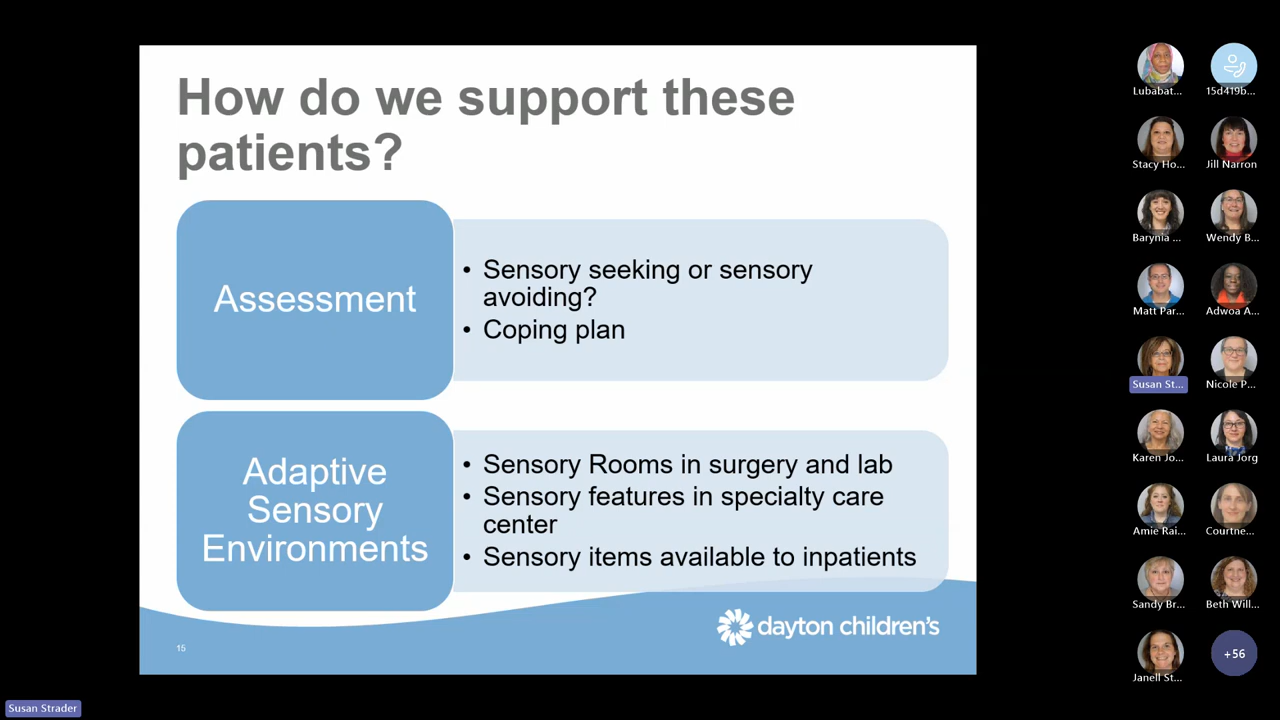 How do we support these
patients?
Assessment
• Sensory seeking or sensory
avoiding?
• Coping plan
Adaptive
Sensory
Environments
• Sensory Rooms in surgery and lab
• Sensory features in specialty care
center
• Sensory items available to inpatients
dayton children's
15
Lubabat...
15d419b...
Stacy Ho...
Jill Narron
Barynia ...
Wendy B...
Matt Par...
Adwoa A...
Susan St...
Nicole P...
Karen Jo...
Laura Jorg
Amie Rai...
Courtne...
Sandy Br...
Beth Will...
Janell St...
+56
Susan Strader